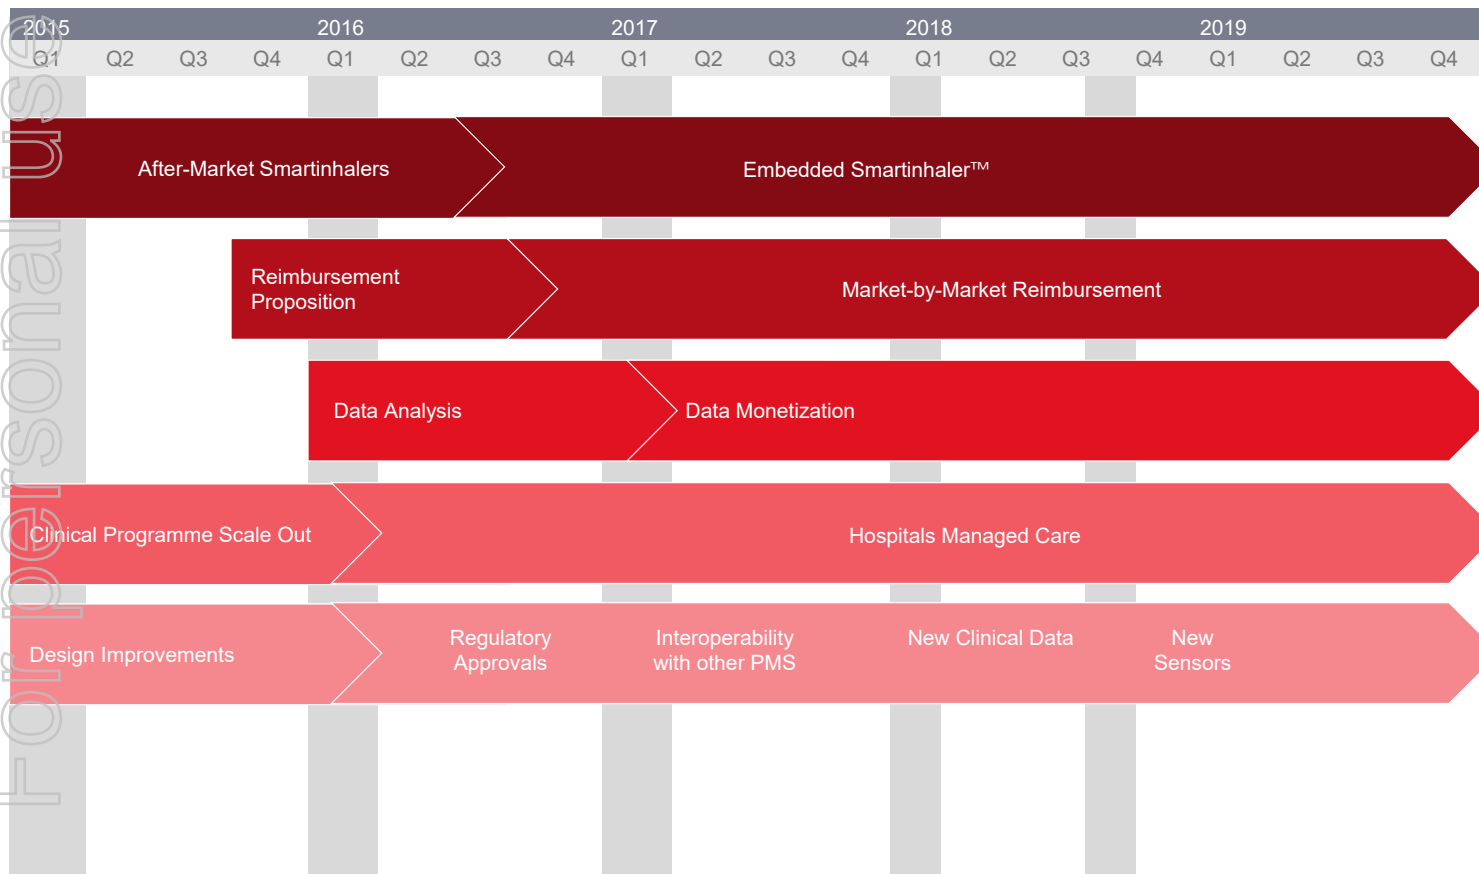 2015 2016 2017 2018 2019
Q1 Q2 Q3 Q4 Q1 Q2 Q3 Q4 Q1 Q2 Q3 Q4 Q1 Q2 Q3 Q4 Q1 Q2 Q3 Q4
After-Market Smartinhalers
Embedded Smartinhaler™
Reimbursement
Proposition
Market-by-Market Reimbursement
Data Analysis
Data Monetization
Clinical Programme Scale Out
Hospitals Managed Care
Design Improvements
Regulatory
Approvals
Interoperability
with other PMS
New Clinical Data
New
Sensors
For personal use